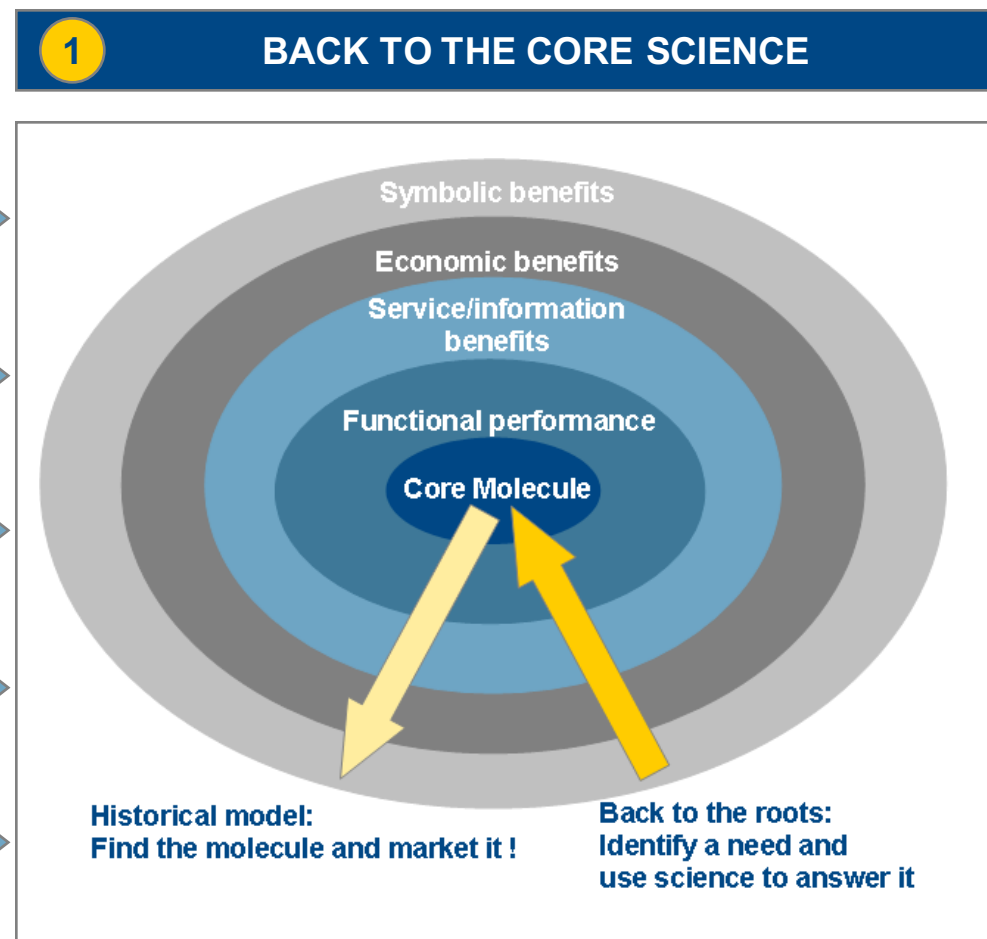 1
BACK TO THE CORE SCIENCE
Symbolic benefits
Economic benefits
Service/information
benefits
Functional performance
Core Molecule
Historical model:
Find the molecule and market it !
Back to the roots:
Identify a need and
use science to answer it